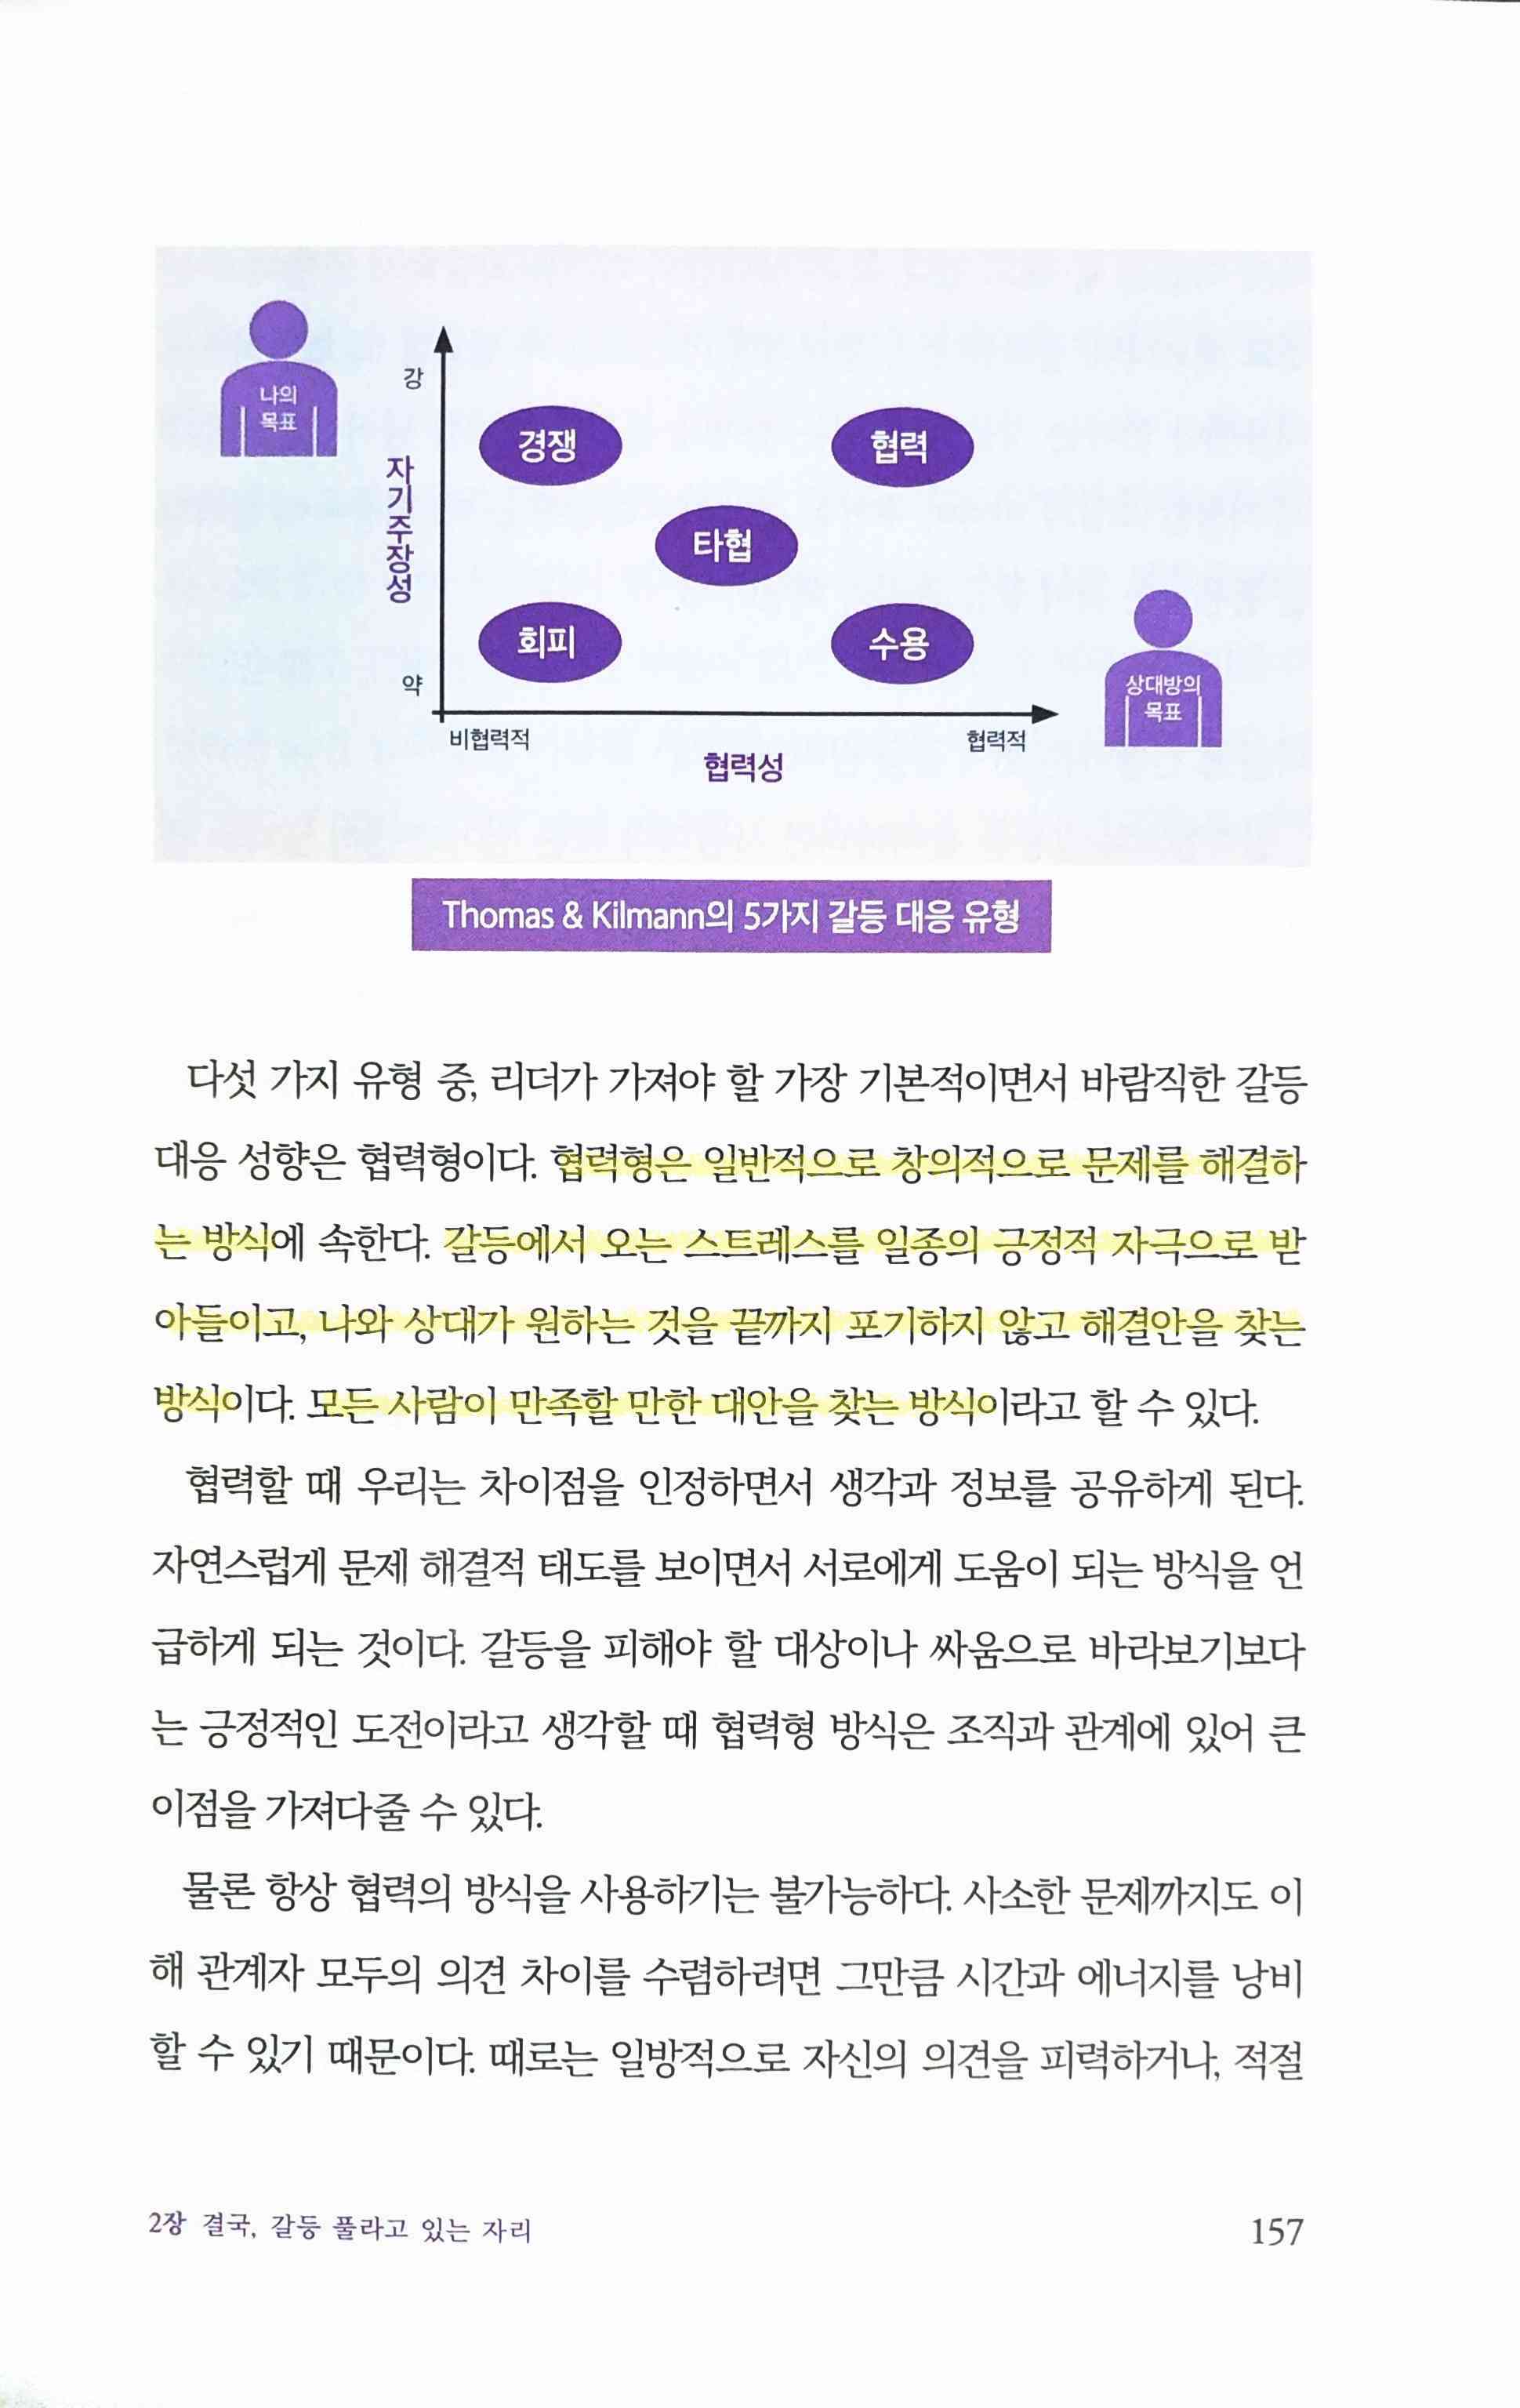 나의
목표
강
자기주장성
약
경쟁
협력
타협
회피
수용
상대방의
목표
비협력적
협력적
협력성
Thomas & Kilmann의 5가지 갈등 대응 유형
다섯 가지 유형 중, 리더가 가져야 할 가장 기본적이면서 바람직한 갈등
대응 성향은 협력형이다. 협력형은 일반적으로 창의적으로 문제를 해결하
는 방식에 속한다. 갈등에서 오는 스트레스를 일종의 긍정적 자극으로 받
아들이고, 나와 상대가 원하는 것을 끝까지 포기하지 않고 해결안을 찾는
방식이다. 모든 사람이 만족할 만한 대안을 찾는 방식이라고 할 수 있다.
협력할 때 우리는 차이점을 인정하면서 생각과 정보를 공유하게 된다.
자연스럽게 문제 해결적 태도를 보이면서 서로에게 도움이 되는 방식을 언
급하게 되는 것이다. 갈등을 피해야 할 대상이나 싸움으로 바라보기보다
는 긍정적인 도전이라고 생각할 때 협력형 방식은 조직과 관계에 있어 큰
이점을 가져다줄 수 있다.
물론 항상 협력의 방식을 사용하기는 불가능하다. 사소한 문제까지도 이
해 관계자 모두의 의견 차이를 수렴하려면 그만큼 시간과 에너지를 낭비
할 수 있기 때문이다. 때로는 일방적으로 자신의 의견을 피력하거나, 적절
2장 결국, 갈등 풀라고 있는 자리
157